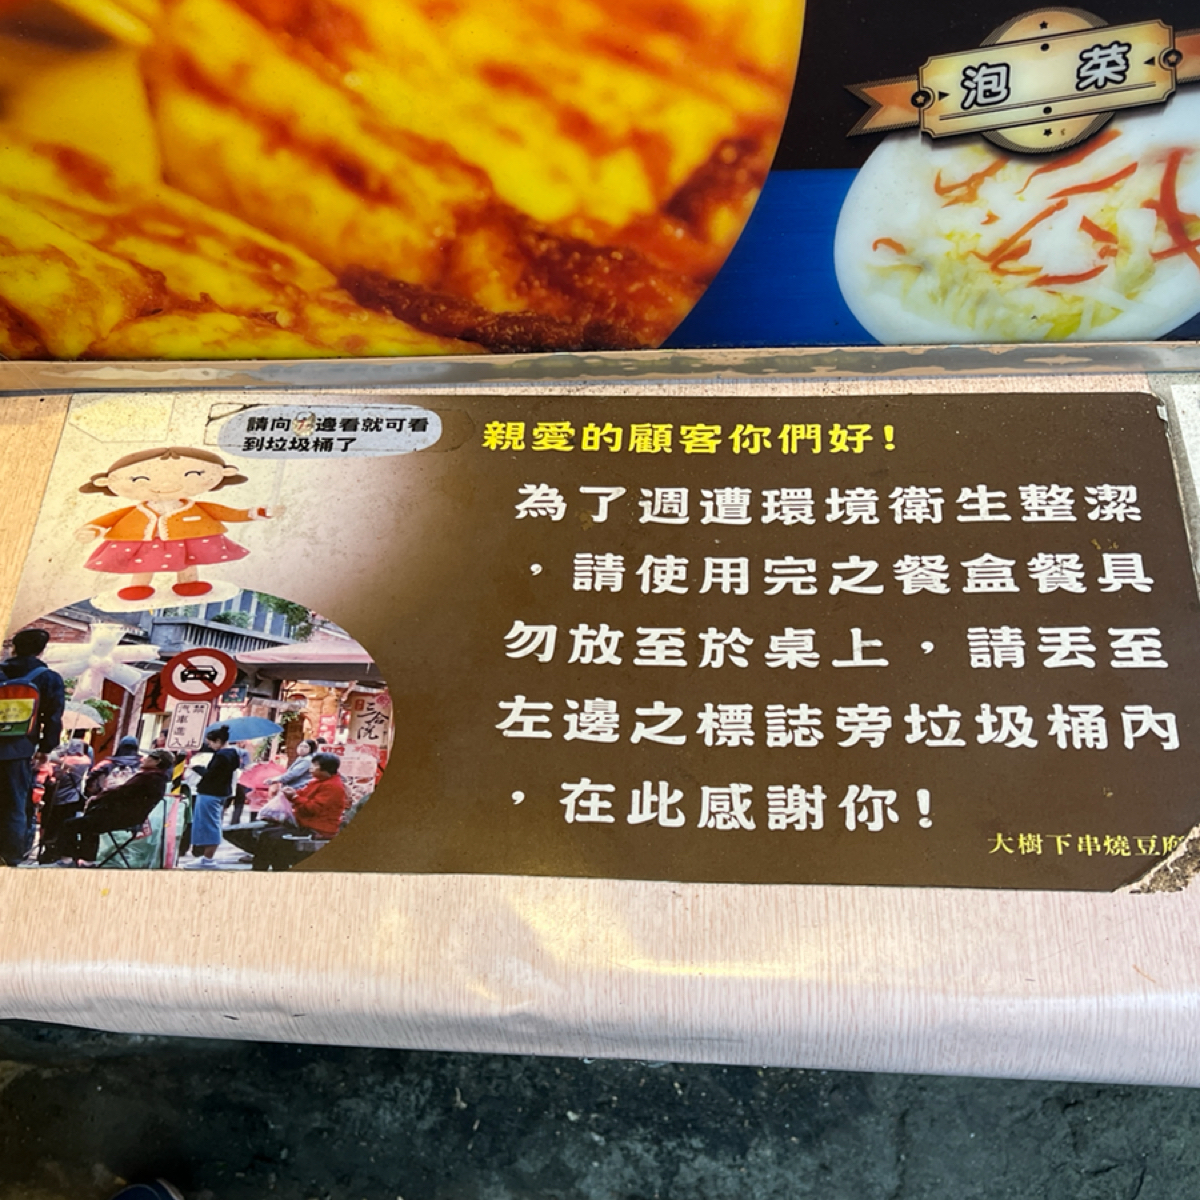 泡 菜
請向左邊看就可看
到垃圾桶了
親愛的顧客你們好!
為了週遭環境衛生整潔
，請使用完之餐盒餐具
勿放至於桌上，請丟至
左邊之標誌旁垃圾桶內
，在此感謝你!
大樹下串燒豆腐
三合院